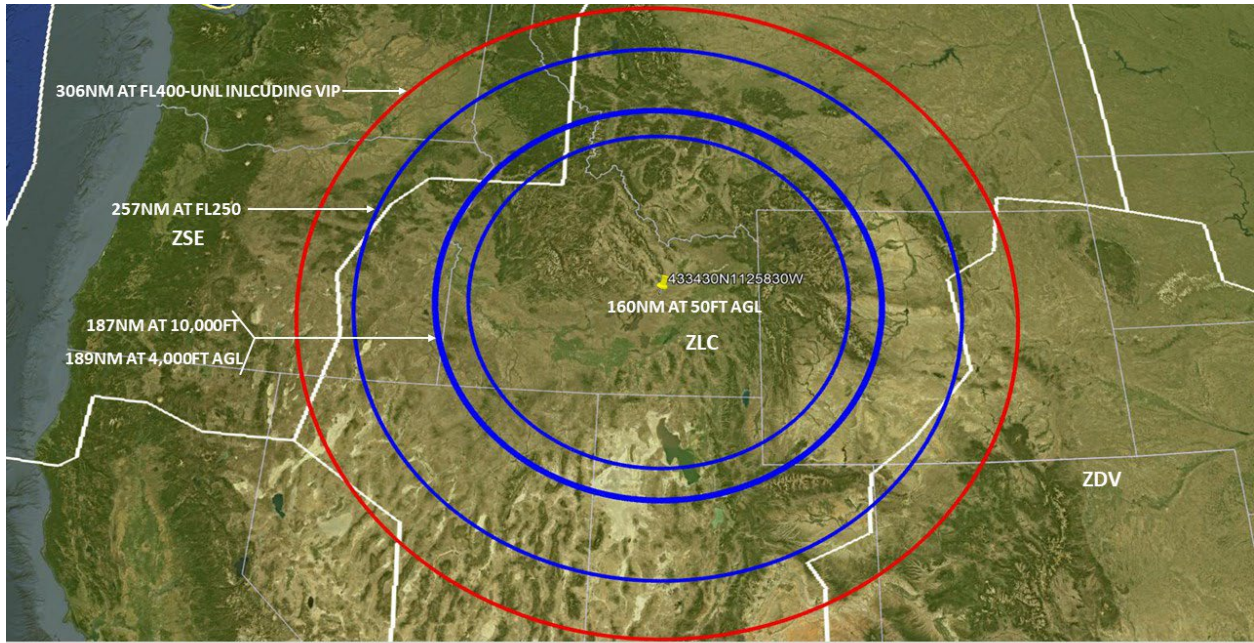 306NM AT FL400-UNL INLCUDING VIP
257NM AT FL250
ZSE
433430N1125830W
160NM AT 50FT AGL
187NM AT 10,000FT
ZLC
189NM AT 4,000FT AGL
ZDV